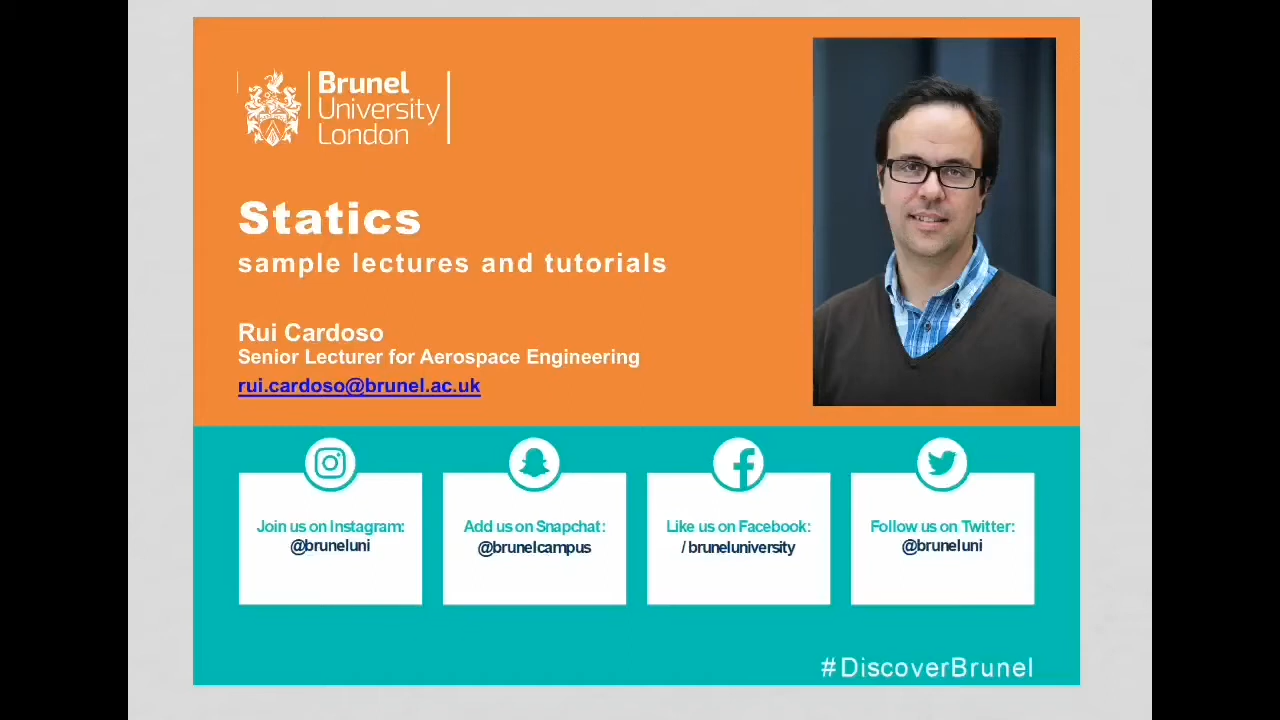 Brunel
University
London
Statics
sample lectures and tutorials
Rui Cardoso
Senior Lecturer for Aerospace Engineering
rui.cardoso@brunel.ac.uk
Join us on Instagram:
@bruneluni
Add us on Snapchat:
@brunelcampus
Like us on Facebook:
/ bruneluniversity
Follow us on Twitter:
@bruneluni
#DiscoverBrunel